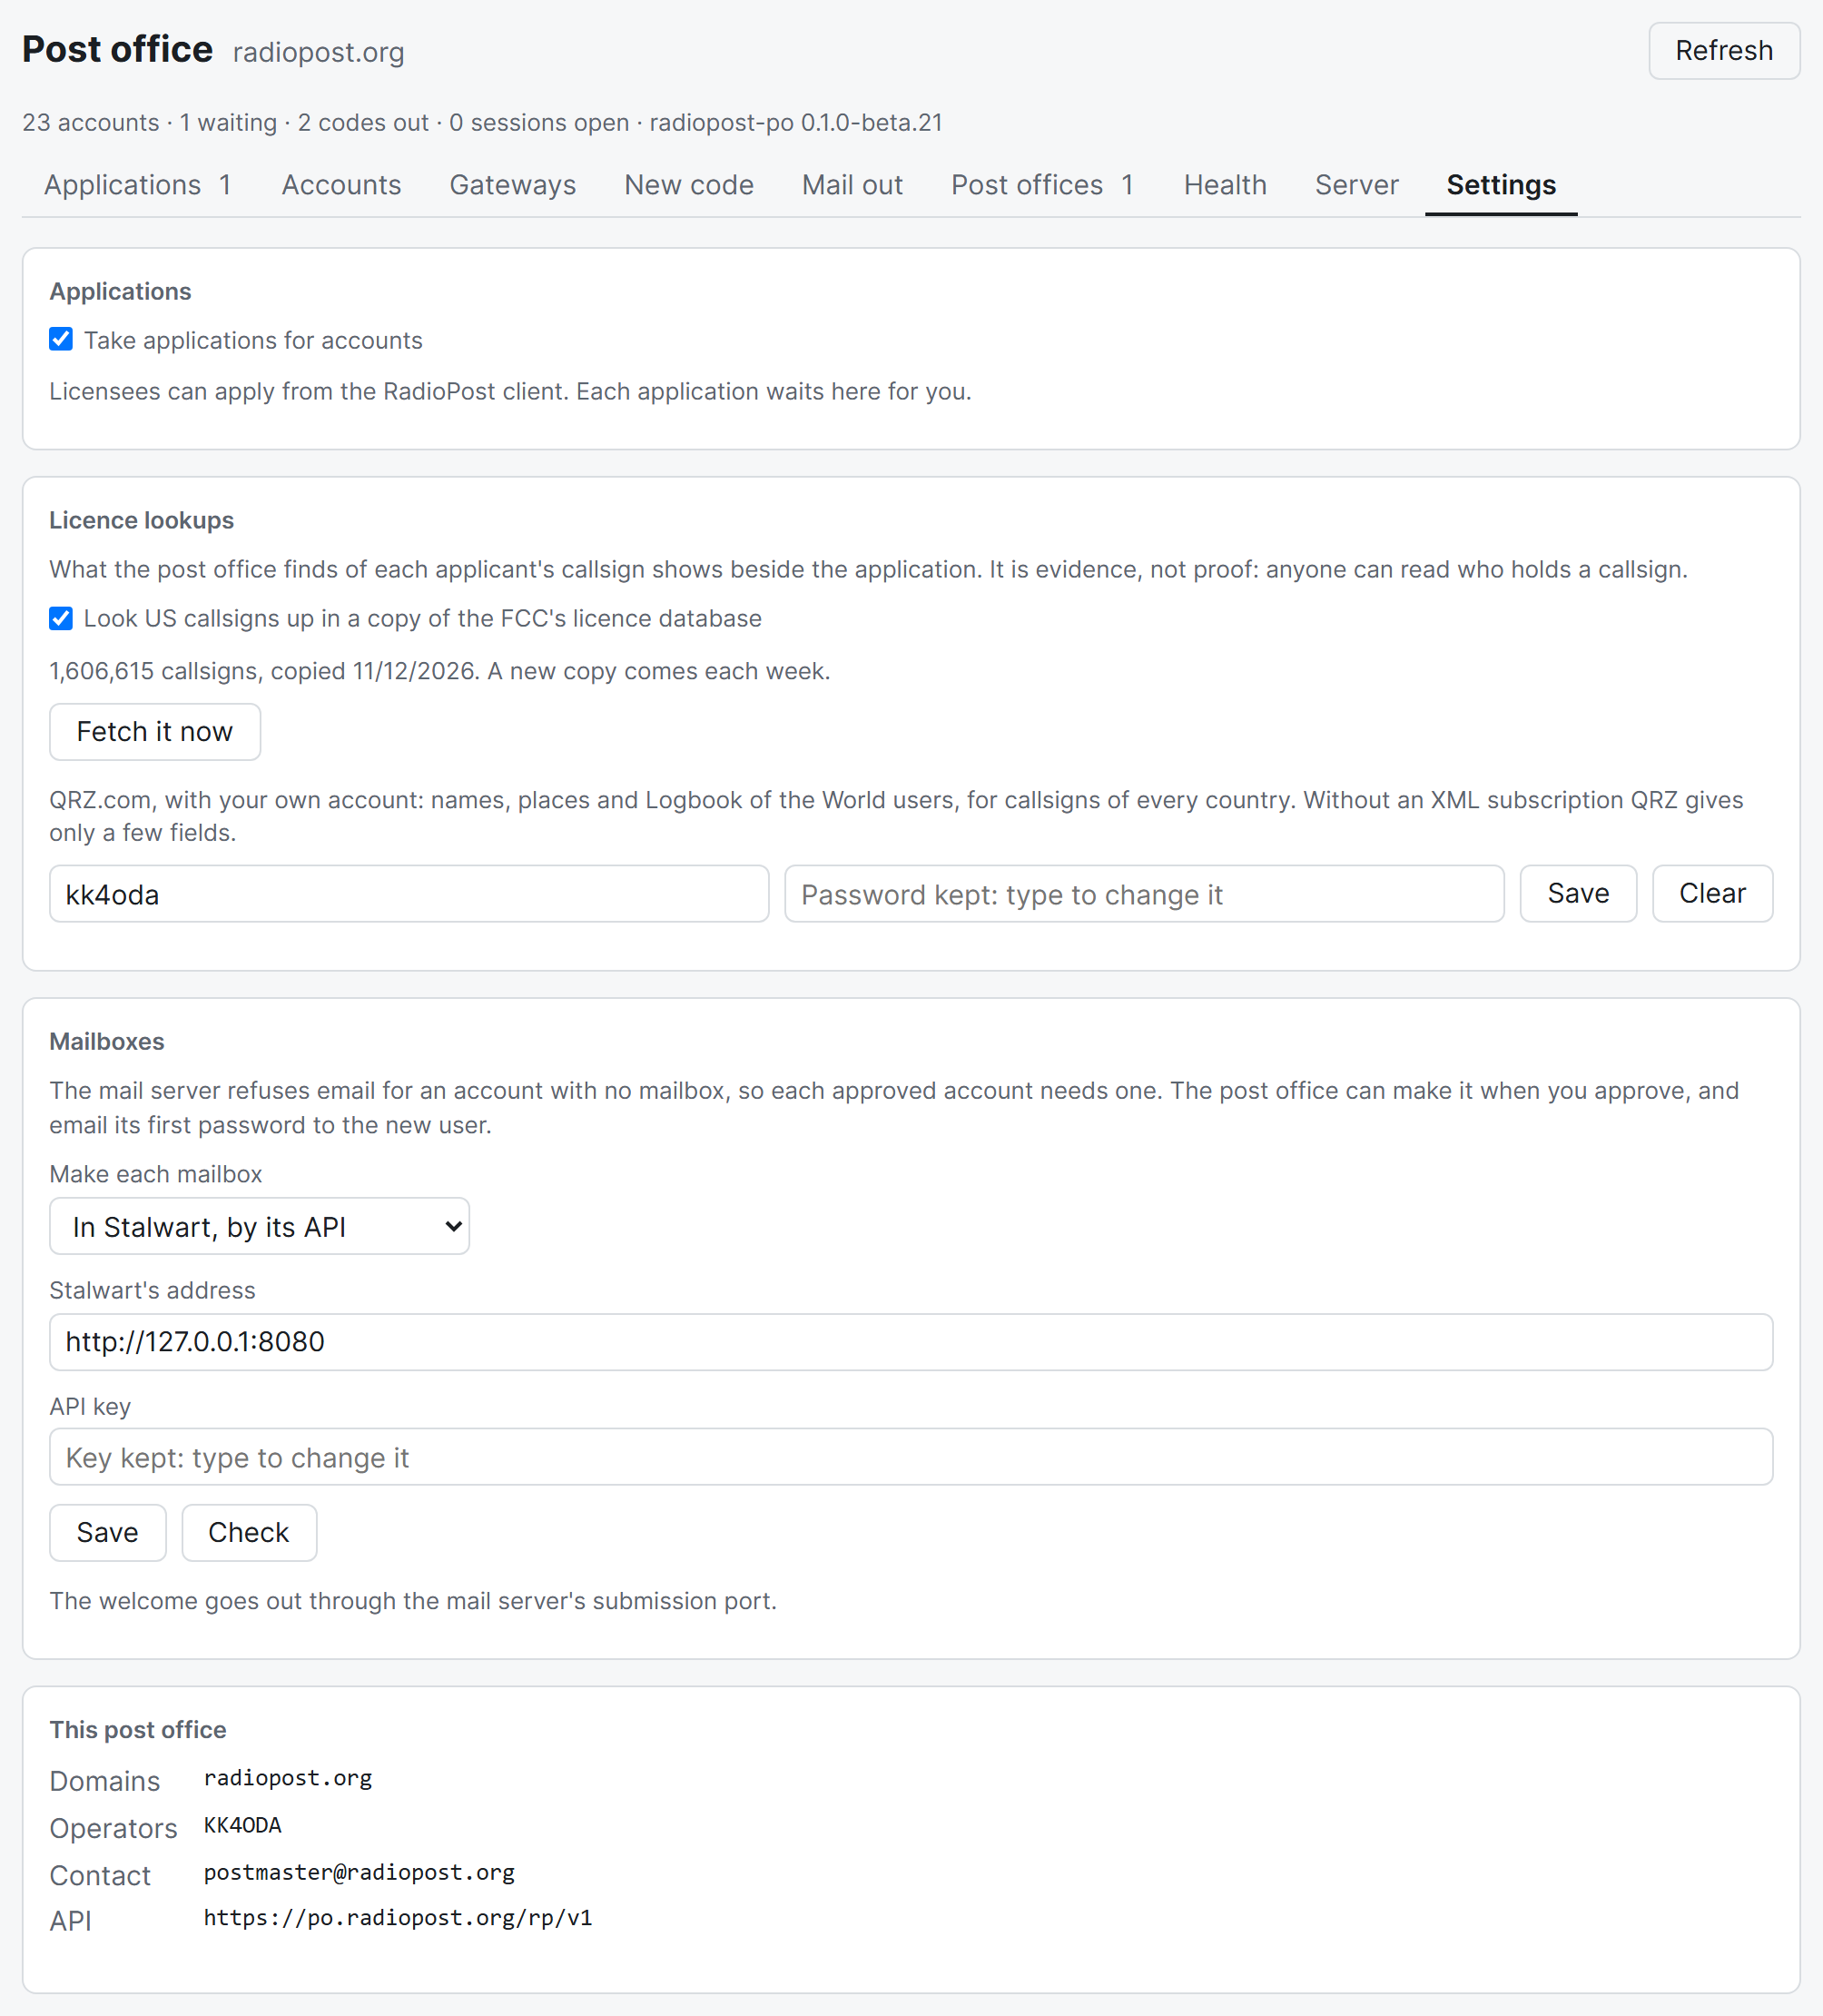 Post office radiopost.org
Refresh
23 accounts · 1 waiting · 2 codes out · 0 sessions open · radiopost-po 0.1.0-beta.21
Applications 1 Accounts Gateways New code Mail out Post offices 1 Health Server Settings
Applications
Take applications for accounts
Licensees can apply from the RadioPost client. Each application waits here for you.
Licence lookups
What the post office finds of each applicant's callsign shows beside the application. It is evidence, not proof: anyone can read who holds a callsign.
Look US callsigns up in a copy of the FCC's licence database
1,606,615 callsigns, copied 11/12/2026. A new copy comes each week.
Fetch it now
QRZ.com, with your own account: names, places and Logbook of the World users, for callsigns of every country. Without an XML subscription QRZ gives
only a few fields.
kk4oda Password kept: type to change it Save Clear
Mailboxes
The mail server refuses email for an account with no mailbox, so each approved account needs one. The post office can make it when you approve, and
email its first password to the new user.
Make each mailbox
In Stalwart, by its API
Stalwart's address
http://127.0.0.1:8080
API key
Key kept: type to change it
Save Check
The welcome goes out through the mail server's submission port.
This post office
Domains radiopost.org
Operators KK4ODA
Contact postmaster@radiopost.org
API https://po.radiopost.org/rp/v1